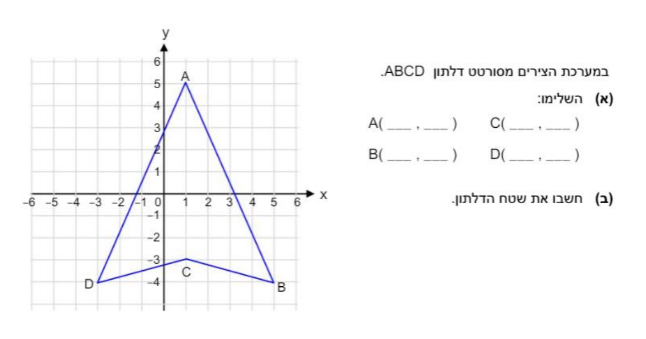 במערכת הצירים מסורטט דלתון ABCD.
(א) השלימו:
A( ___ , ___ ) C( ___ , ___ )
B( ___ , ___ ) D( ___ , ___ )
(ב) חשבו את שטח הדלתון.
y
6
A
5
4
3
2
1
-6 -5 -4 -3 -2 -1 0 1 2 3 4 5 6 x
-1
-2
-3
C
-4
D B